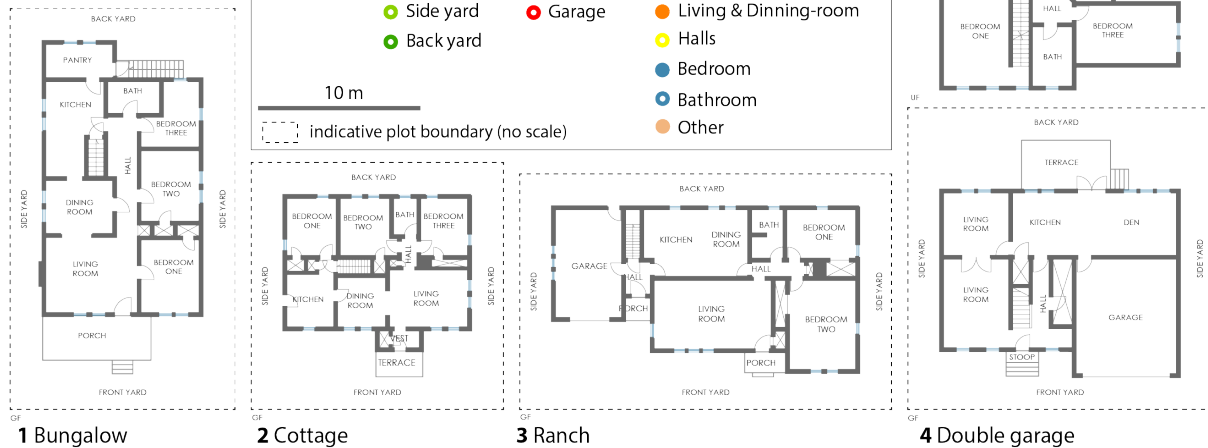 Side yard
Garage
Living & Dinning-room
Back yard
Halls
Bedroom
10 m
Bathroom
indicative plot boundary (no scale)
Other
BACK YARD
PANTRY
KITCHEN
BATH
BEDROOM
THREE
HALL
BEDROOM
TWO
DINING
ROOM
SIDE YARD
SIDE YARD
LIVING
ROOM
BEDROOM
ONE
PORCH
FRONT YARD
GF
1 Bungalow
BACK YARD
BEDROOM
ONE
BEDROOM
TWO
BATH
BEDROOM
THREE
HALL
SIDE YARD
SIDE YARD
KITCHEN
DINING
ROOM
LIVING
ROOM
VEST
TERRACE
FRONT YARD
GF
2 Cottage
BACK YARD
KITCHEN
DINING
ROOM
BATH
BEDROOM
ONE
GARAGE
HALL
HALL
SIDE YARD
SIDE YARD
PORCH
LIVING
ROOM
BEDROOM
TWO
PORCH
FRONT YARD
GF
3 Ranch
BEDROOM
ONE
HALL
BEDROOM
THREE
BATH
UF
BACK YARD
TERRACE
LIVING
ROOM
KITCHEN
DEN
SIDE YARD
SIDE YARD
LIVING
ROOM
HALL
GARAGE
STOOP
FRONT YARD
GF
4 Double garage